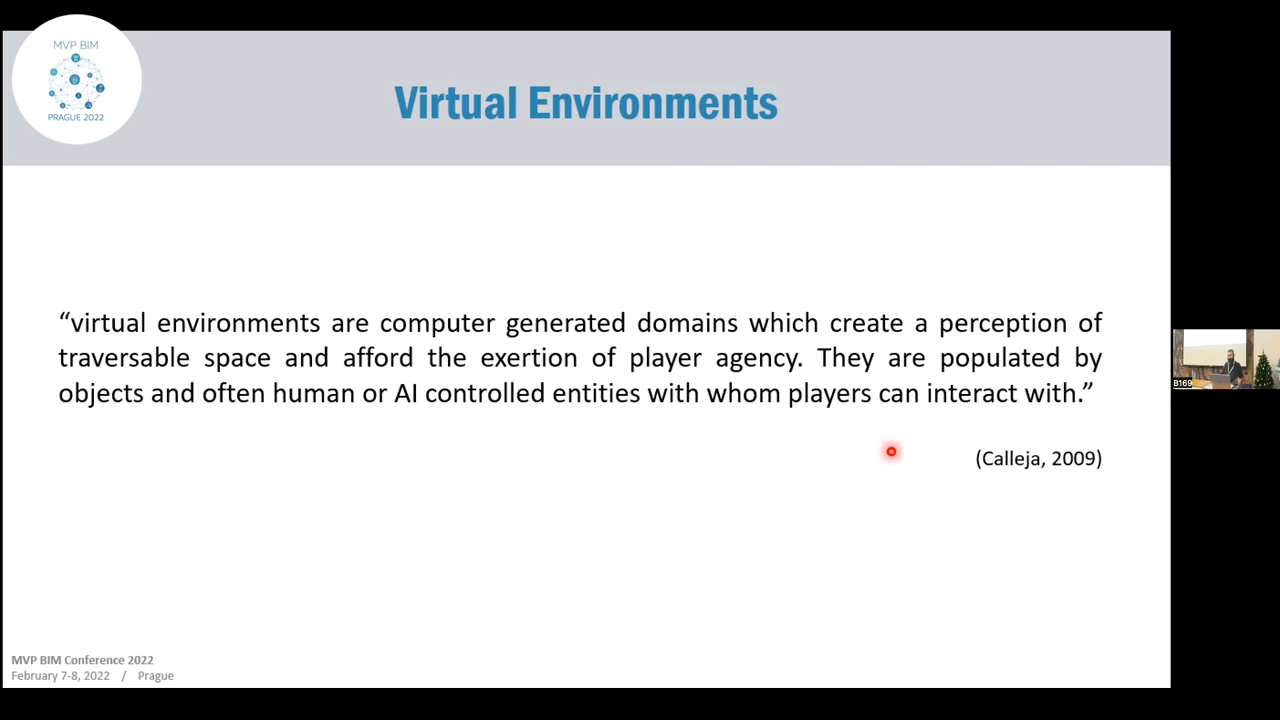 MVP BIM
PRAGUE 2022
Virtual Environments
“virtual environments are computer generated domains which create a perception of
traversable space and afford the exertion of player agency. They are populated by
objects and often human or AI controlled entities with whom players can interact with.”
(Calleja, 2009)
B169
MVP BIM Conference 2022
February 7-8, 2022 / Prague